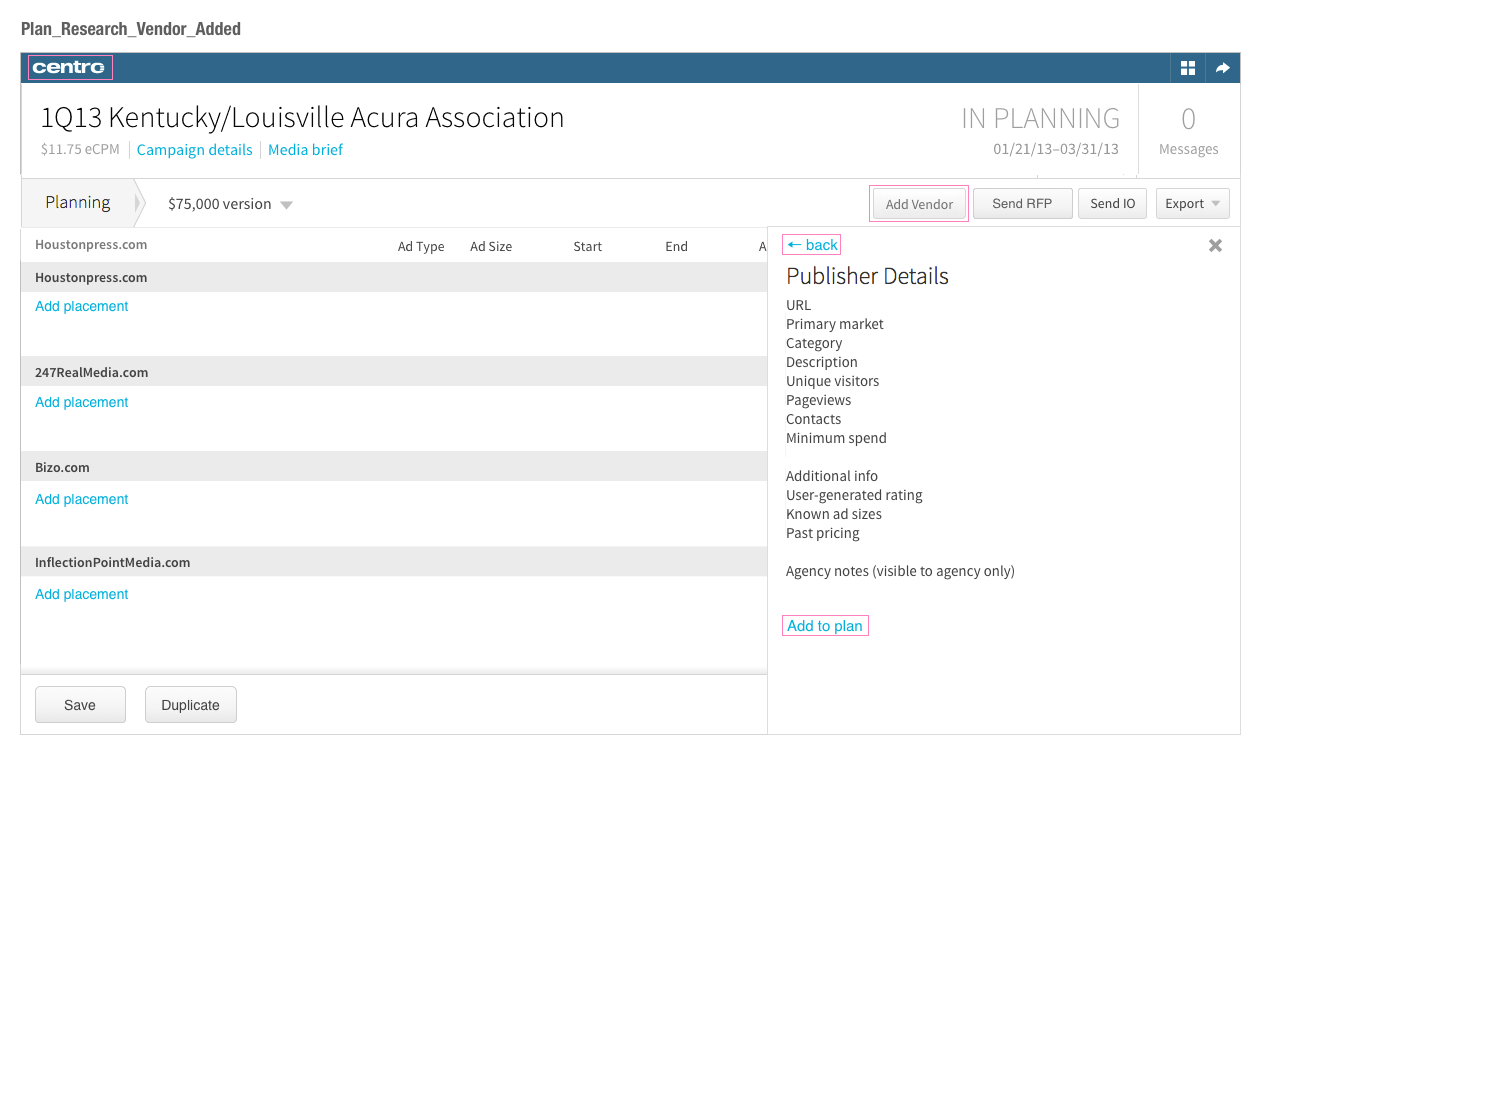 Plan_Research_Vendor_Added
centro
1Q13 Kentucky/Louisville Acura Association
IN PLANNING
0
$11.75 eCPM
Campaign details
Media brief
01/21/13–03/31/13
Messages
Planning
$75,000 version
Add Vendor
Send RFP
Send IO
Export
Houstonpress.com
Ad Type
Ad Size
Start
End
A
Houstonpress.com
Add placement
247RealMedia.com
Add placement
Bizo.com
Add placement
InflectionPointMedia.com
Add placement
Save
Duplicate
← back
Publisher Details
URL
Primary market
Category
Description
Unique visitors
Pageviews
Contacts
Minimum spend
Additional info
User-generated rating
Known ad sizes
Past pricing
Agency notes (visible to agency only)
Add to plan